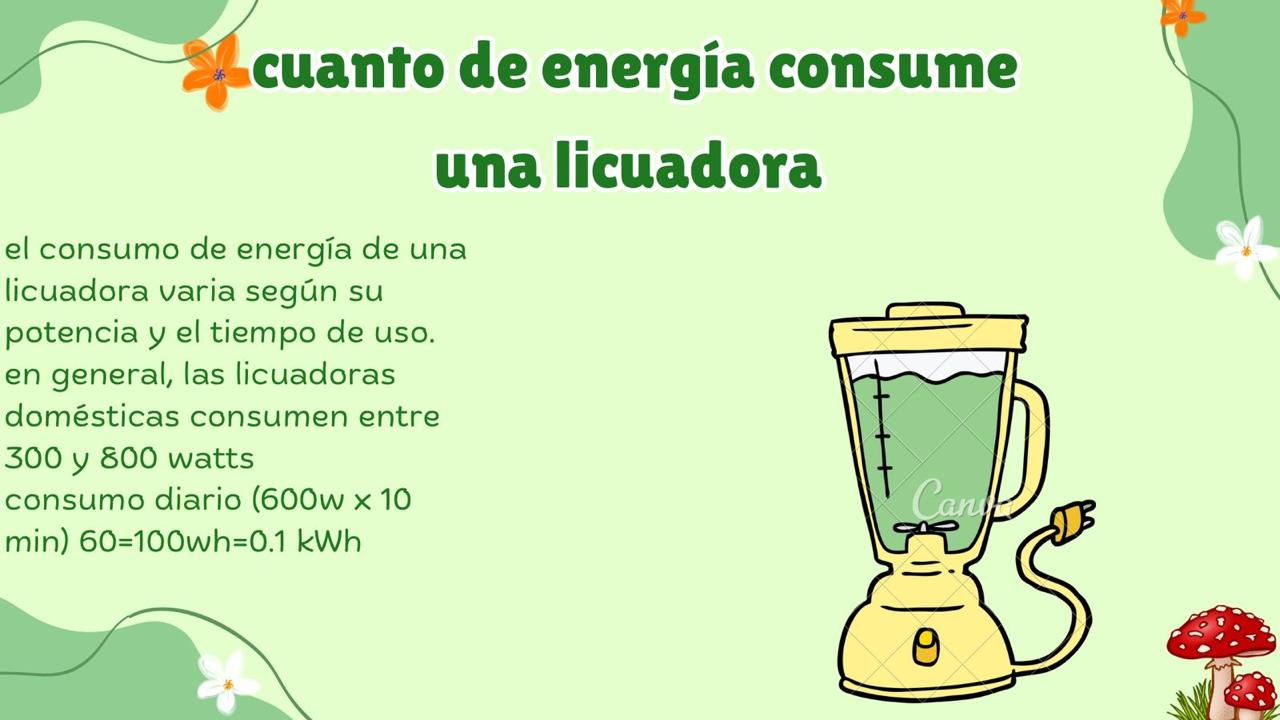 cuanto de energía consume
una licuadora
el consumo de energía de una
licuadora varia según su
potencia y el tiempo de uso.
en general, las licuadoras
domésticas consumen entre
300 y 800 watts
consumo diario (600w x 10
min) 60=100wh=0.1 kWh
Canva